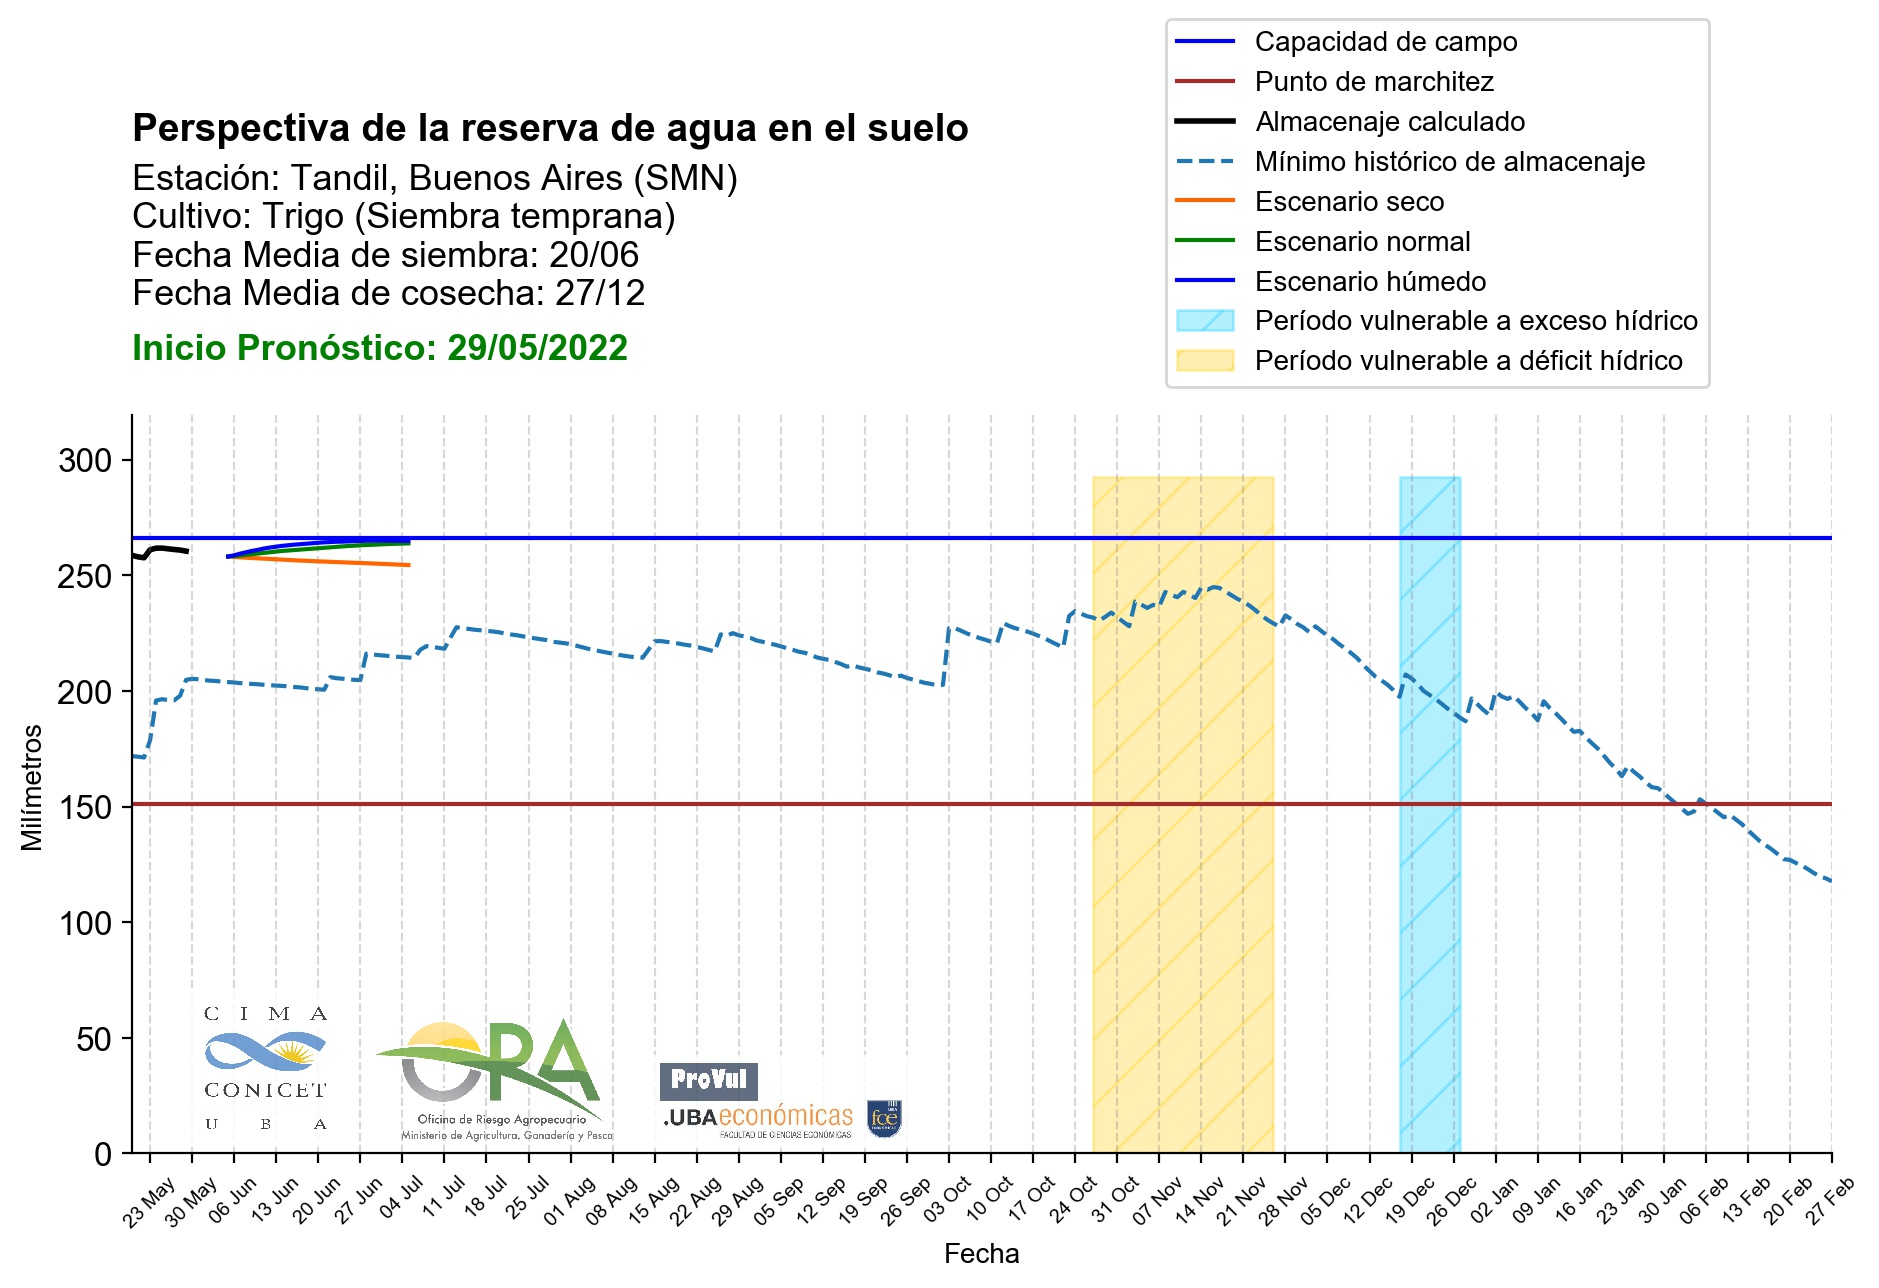 Capacidad de campo
Punto de marchitez
Almacenaje calculado
Mínimo histórico de almacenaje
Escenario seco
Escenario normal
Escenario húmedo
Período vulnerable a exceso hídrico
Período vulnerable a déficit hídrico
Perspectiva de la reserva de agua en el suelo
Estación: Tandil, Buenos Aires (SMN)
Cultivo: Trigo (Siembra temprana)
Fecha Media de siembra: 20/06
Fecha Media de cosecha: 27/12
Inicio Pronóstico: 29/05/2022
Milímetros
300
250
200
150
100
50
0
CIMA
CONICET
UBA
ORA
Oficina de Riesgo Agropecuario
Ministerio de Agricultura, Ganadería y Pesca
ProVul
.UBAeconómicas
FACULTAD DE CIENCIAS ECONÓMICAS
UBA
fce
ECONÓMICAS
23 May
30 May
06 Jun
13 Jun
20 Jun
27 Jun
04 Jul
11 Jul
18 Jul
25 Jul
01 Aug
08 Aug
15 Aug
22 Aug
29 Aug
05 Sep
12 Sep
19 Sep
26 Sep
03 Oct
10 Oct
17 Oct
24 Oct
31 Oct
07 Nov
14 Nov
21 Nov
28 Nov
05 Dec
12 Dec
19 Dec
26 Dec
02 Jan
09 Jan
16 Jan
23 Jan
30 Jan
06 Feb
13 Feb
20 Feb
27 Feb
Fecha